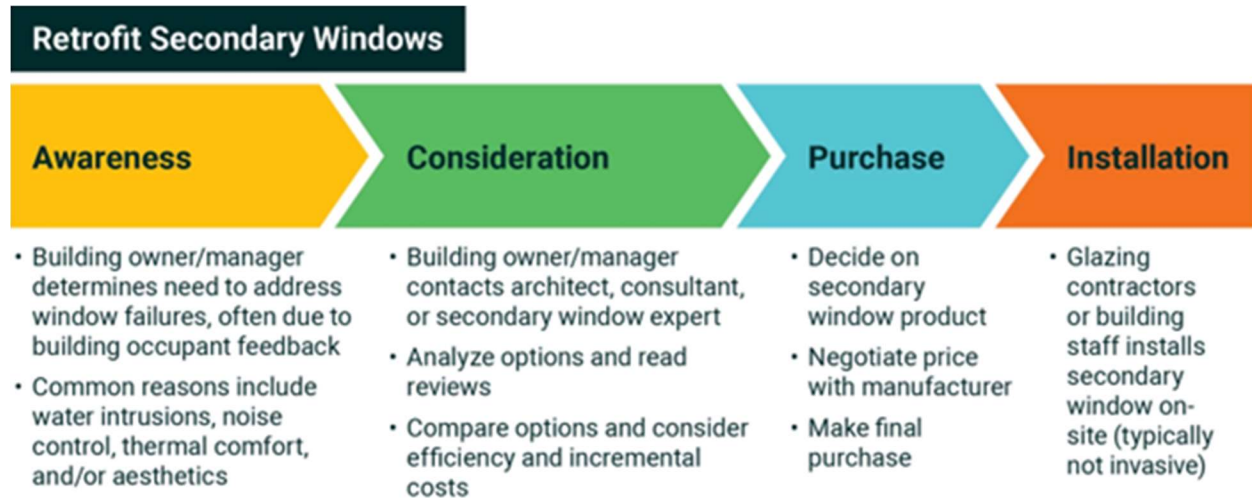 Retrofit Secondary Windows
Awareness
• Building owner/manager
determines need to address
window failures, often due to
building occupant feedback
• Common reasons include
water intrusions, noise
control, thermal comfort,
and/or aesthetics
Consideration
• Building owner/manager
contacts architect, consultant,
or secondary window expert
• Analyze options and read
reviews
• Compare options and consider
efficiency and incremental
costs
Purchase
• Decide on
secondary
window product
• Negotiate price
with manufacturer
• Make final
purchase
Installation
• Glazing
contractors
or building
staff installs
secondary
window on-
site (typically
not invasive)